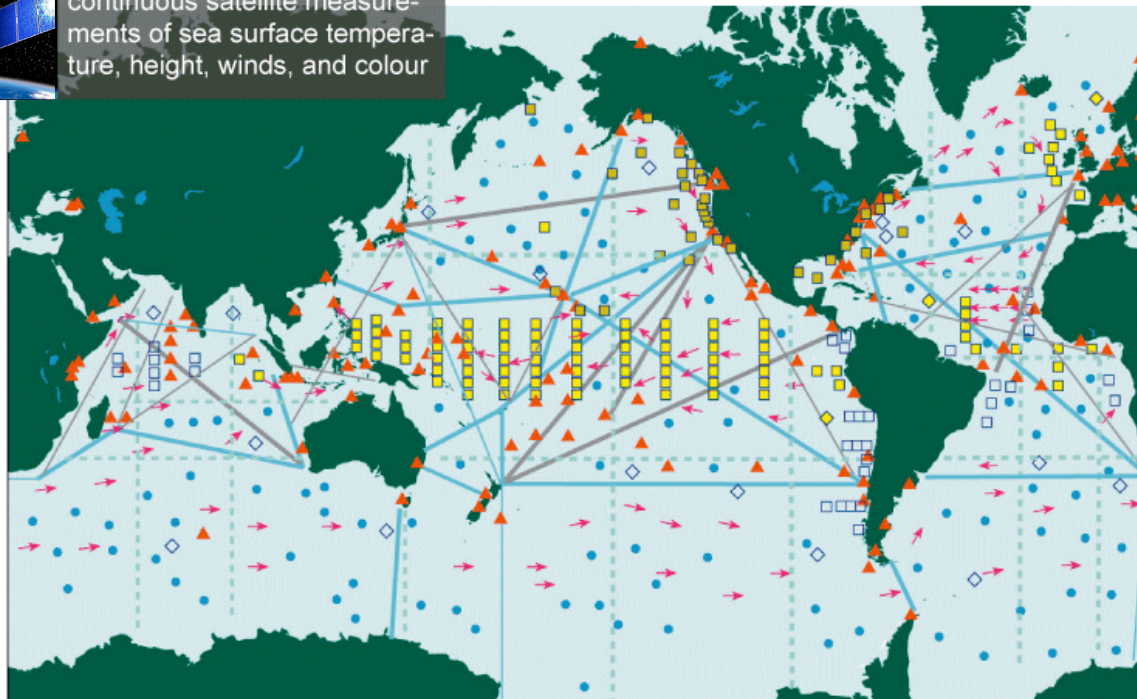 continuous satellite measure-
ments of sea surface tempera-
ture, height, winds, and colour